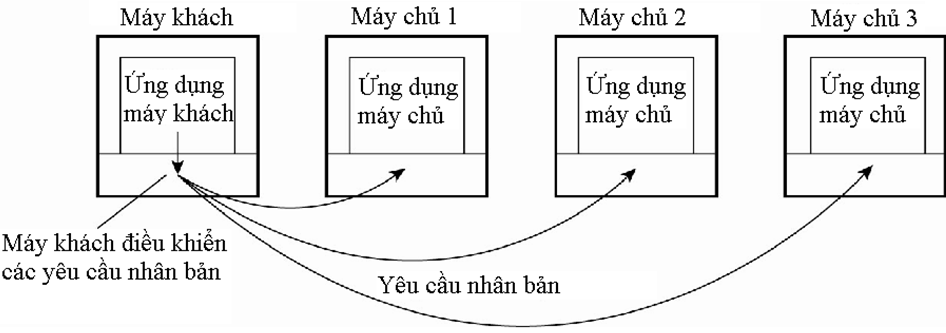 Máy khách
Máy chủ 1
Máy chủ 2
Máy chủ 3
Ứng dụng
máy khách
Ứng dụng
máy chủ
Ứng dụng
máy chủ
Ứng dụng
máy chủ
Máy khách điều khiển
các yêu cầu nhân bản
Yêu cầu nhân bản